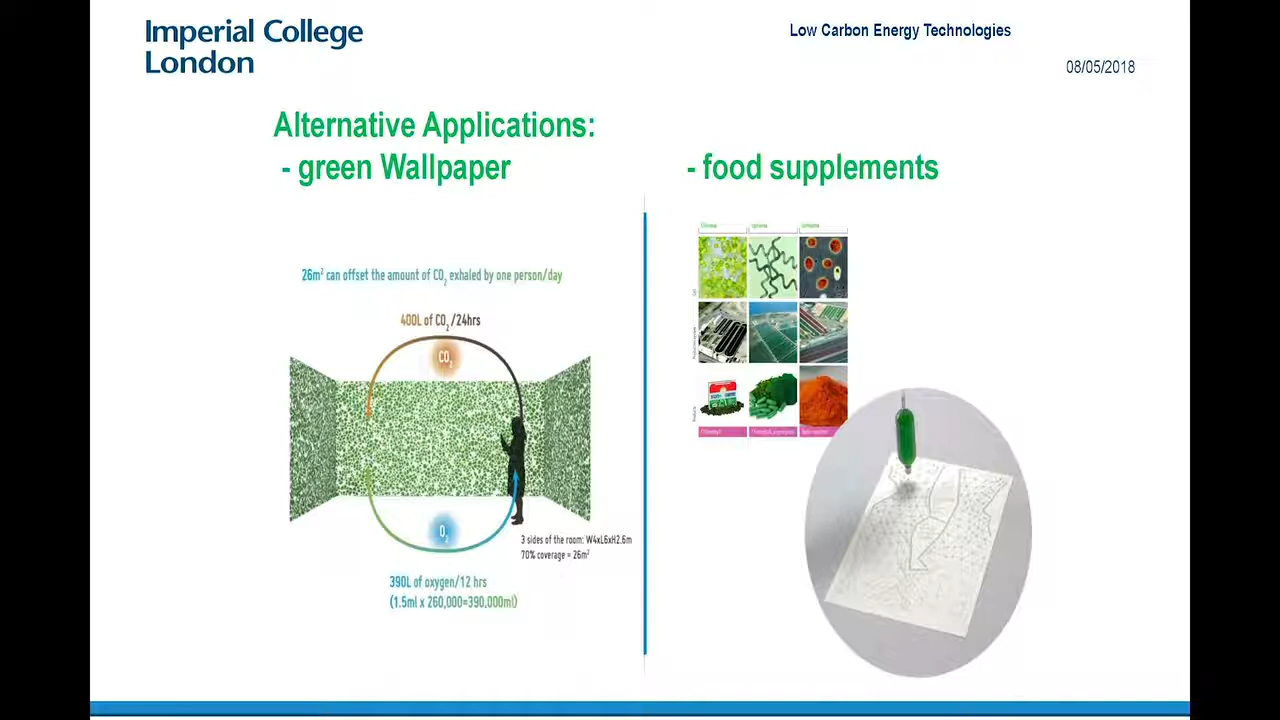 Imperial College
London
Low Carbon Energy Technologies
08/05/2018
Alternative Applications:
- green Wallpaper
- food supplements
26m² can offset the amount of CO₂ exhaled by one person/day
400L of CO₂/24hrs
CO₂
O₂
3 sides of the room: W4xL6xH2.6m
70% coverage = 26m²
390L of oxygen/12 hrs
(1.5ml x 260,000=390,000ml)